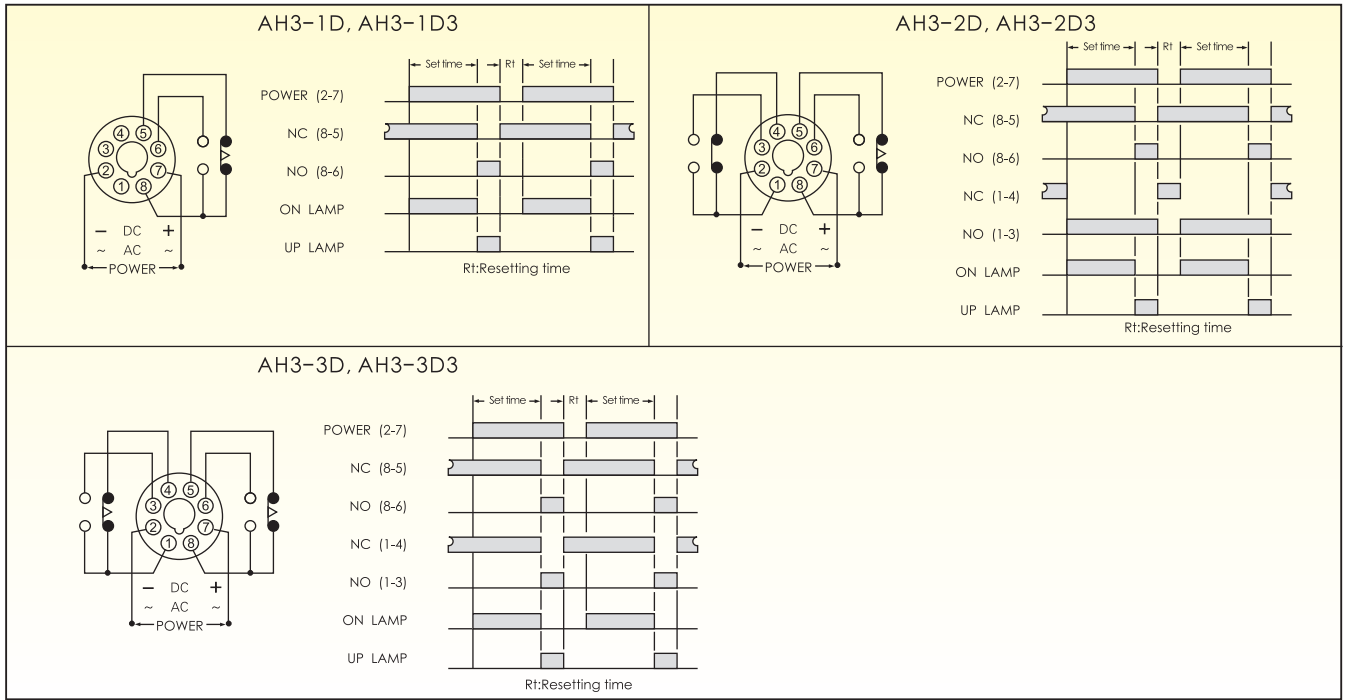 AH3-1D, AH3-1D3
Set time Rt Set time
POWER (2-7)
NC (8-5)
NO (8-6)
ON LAMP
UP LAMP
Rt:Resetting time
4 5
3 6
2 7
1 8
− DC +
~ AC ~
POWER
AH3-2D, AH3-2D3
Set time Rt Set time
POWER (2-7)
NC (8-5)
NO (8-6)
NC (1-4)
NO (1-3)
ON LAMP
UP LAMP
Rt:Resetting time
4 5
3 6
2 7
1 8
− DC +
~ AC ~
POWER
AH3-3D, AH3-3D3
Set time Rt Set time
POWER (2-7)
NC (8-5)
NO (8-6)
NC (1-4)
NO (1-3)
ON LAMP
UP LAMP
Rt:Resetting time
4 5
3 6
2 7
1 8
− DC +
~ AC ~
POWER